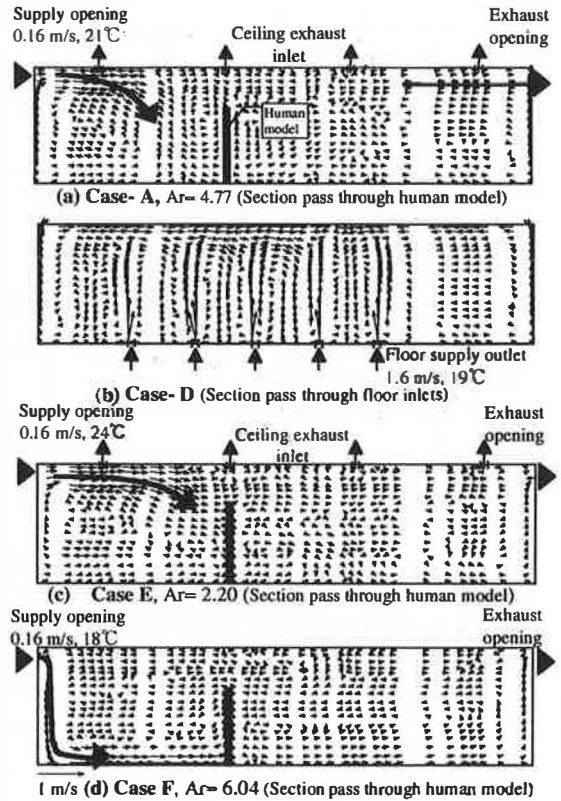 Supply opening
0.16 m/s, 21℃
Ceiling exhaust
inlet
Exhaust
opening
Human
model
(a) Case- A, Ar= 4.77 (Section pass through human model)
Floor supply outlet
1.6 m/s, 19℃
(b) Case- D (Section pass through floor inlets)
Supply opening
0.16 m/s, 24℃
Ceiling exhaust
inlet
Exhaust
opening
(c) Case E, Ar= 2.20 (Section pass through human model)
Supply opening
0.16 m/s, 18℃
Exhaust
opening
1 m/s (d) Case F, Ar= 6.04 (Section pass through human model)